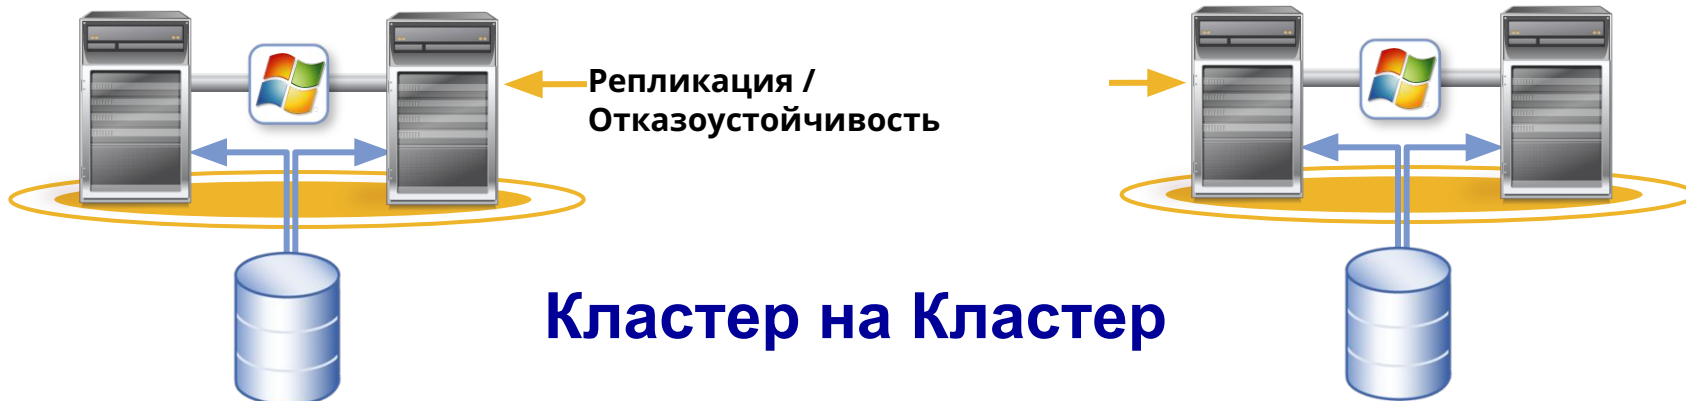 Репликация /
Отказоустойчивость
Кластер на Кластер